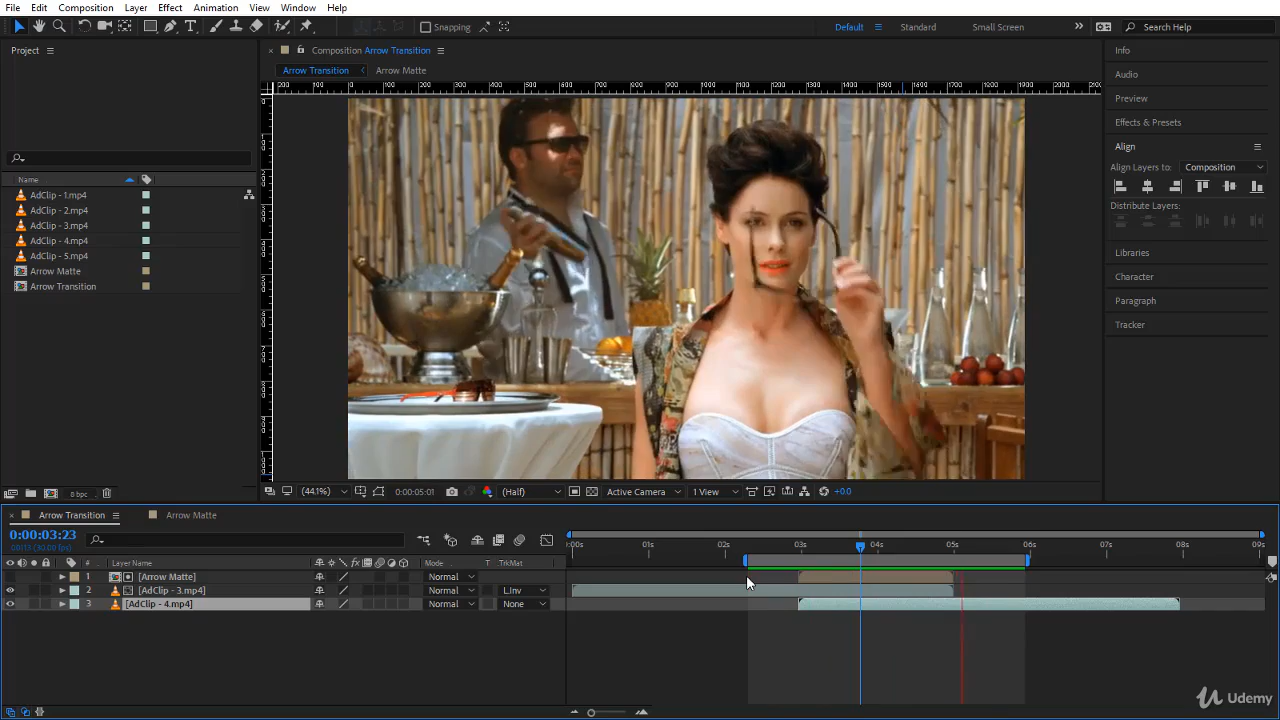 File Edit Composition Layer Effect Animation View Window Help
Snapping Default Standard Small Screen Search Help
Project Composition Arrow Transition Info
Arrow Transition Arrow Matte Audio
Preview
Effects & Presets
Align
Align Layers to: Composition
Distribute Layers:
Libraries
Character
Paragraph
Tracker
Name
AdClip - 1.mp4
AdClip - 2.mp4
AdClip - 3.mp4
AdClip - 4.mp4
AdClip - 5.mp4
Arrow Matte
Arrow Transition
8 bpc (44.1%) 0:00:05:01 (Half) Active Camera 1 View +0.0
Arrow Transition Arrow Matte
0:00:03:23
:00s 01s 02s 03s 04s 05s 06s 07s 08s 09s
# Layer Name Mode T TrkMat
1 [Arrow Matte] Normal
2 [AdClip - 3.mp4] Normal L.Inv
3 [AdClip - 4.mp4] Normal None
Udemy